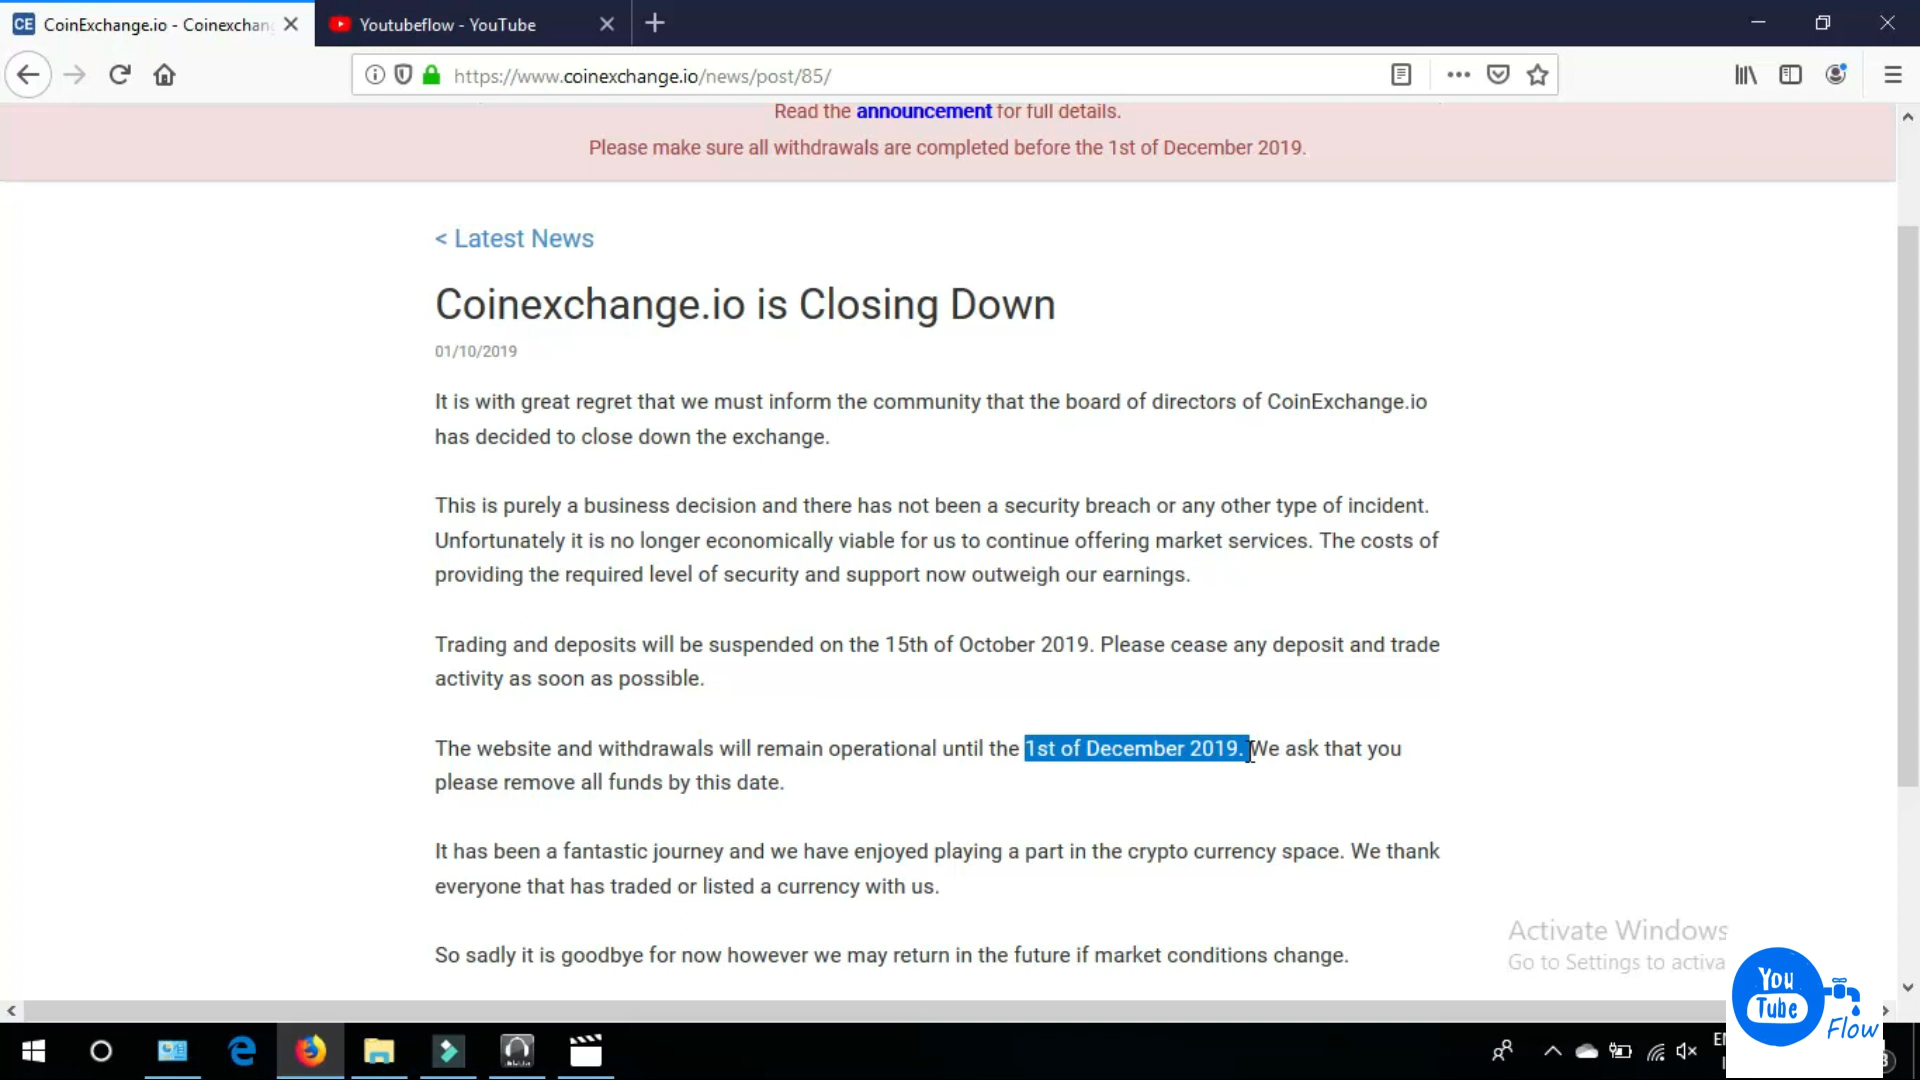 CE CoinExchange.io - Coinexchan
Youtubeflow - YouTube
https://www.coinexchange.io/news/post/85/
Read the announcement for full details.
Please make sure all withdrawals are completed before the 1st of December 2019.
< Latest News
Coinexchange.io is Closing Down
01/10/2019
It is with great regret that we must inform the community that the board of directors of CoinExchange.io
has decided to close down the exchange.
This is purely a business decision and there has not been a security breach or any other type of incident.
Unfortunately it is no longer economically viable for us to continue offering market services. The costs of
providing the required level of security and support now outweigh our earnings.
Trading and deposits will be suspended on the 15th of October 2019. Please cease any deposit and trade
activity as soon as possible.
The website and withdrawals will remain operational until the 1st of December 2019. We ask that you
please remove all funds by this date.
It has been a fantastic journey and we have enjoyed playing a part in the crypto currency space. We thank
everyone that has traded or listed a currency with us.
So sadly it is goodbye for now however we may return in the future if market conditions change.
Activate Windows
Go to Settings to activa
You
Tube
Flow